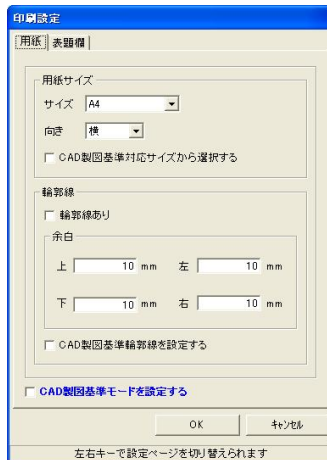 印刷設定
用紙 表題欄
用紙サイズ
サイズ A4
向き 横
CAD製図基準対応サイズから選択する
輪郭線
輪郭線あり
余白
上 10 mm 左 10 mm
下 10 mm 右 10 mm
CAD製図基準輪郭線を設定する
CAD製図基準モードを設定する
OK キャンセル
左右キーで設定ページを切り替えられます